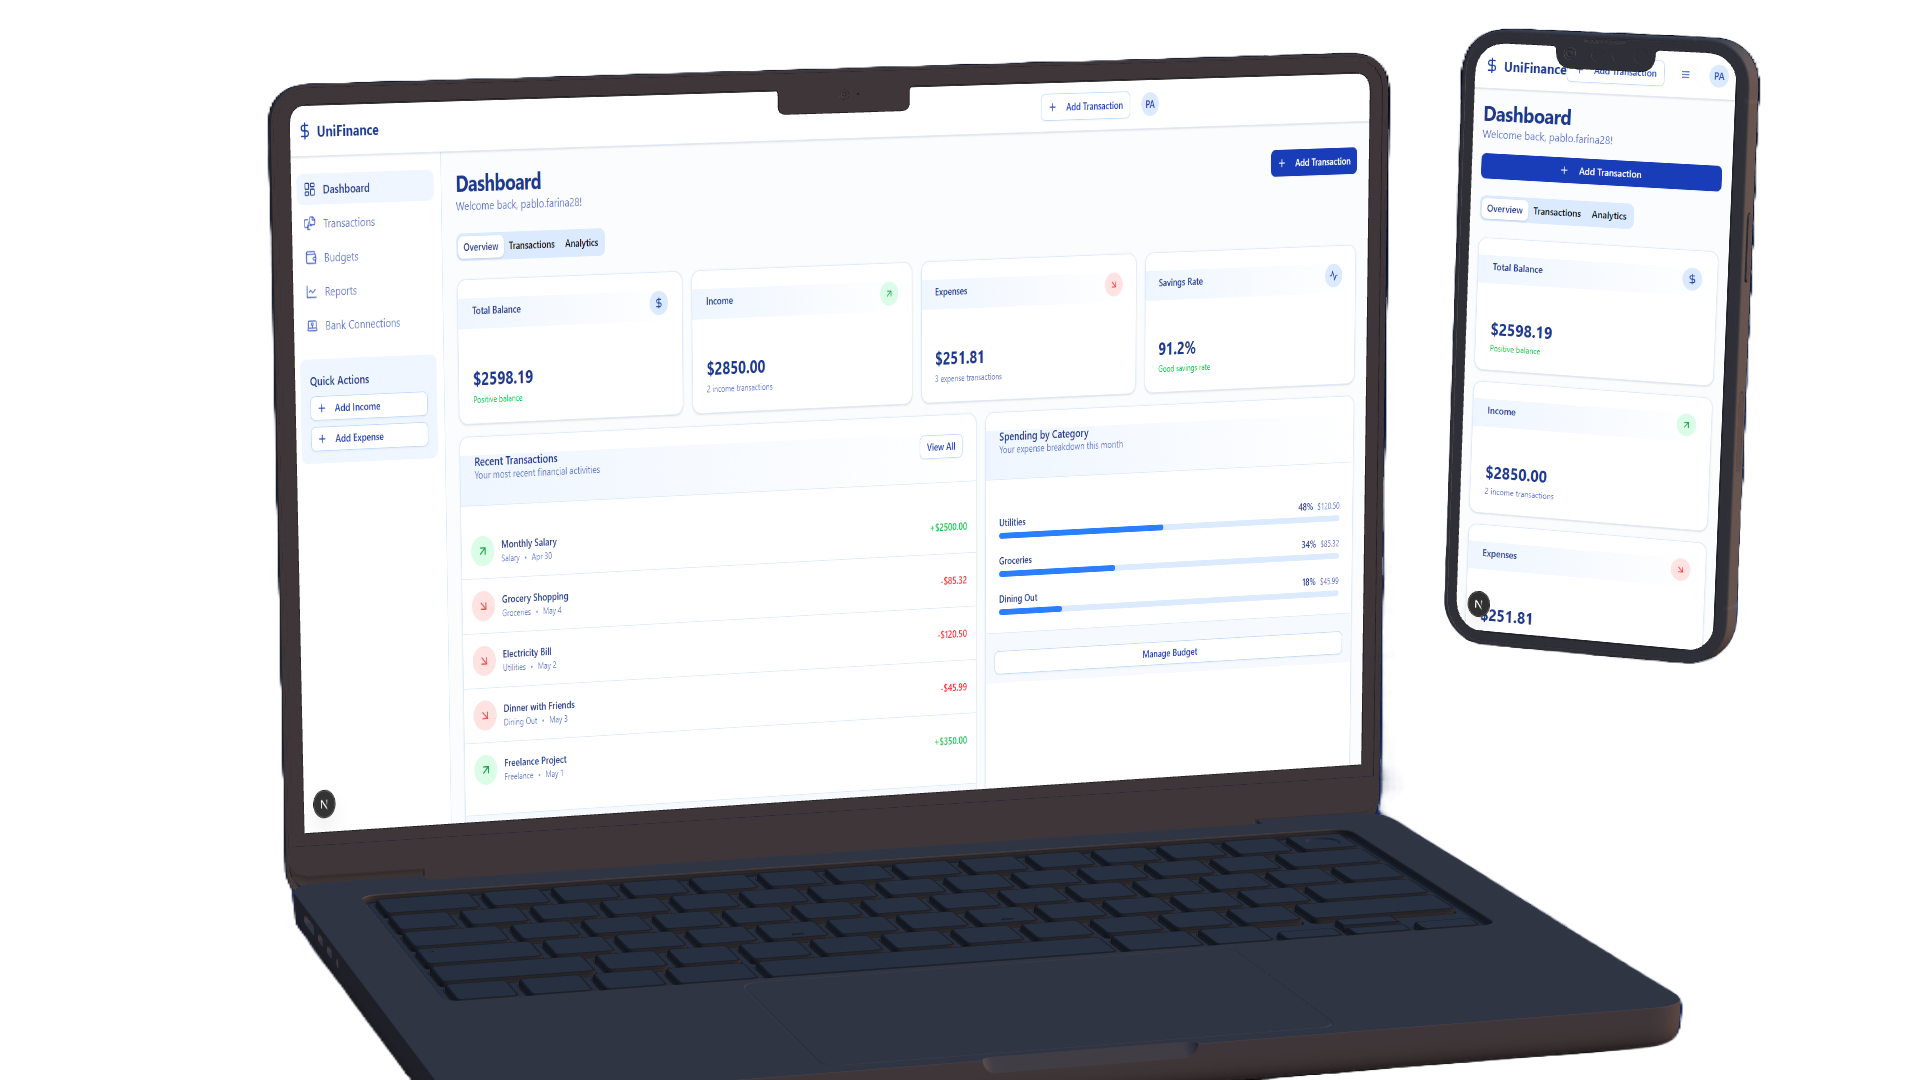 $ UniFinance
+ Add Transaction
PA
Dashboard
Transactions
Budgets
Reports
Bank Connections
Quick Actions
+ Add Income
+ Add Expense
N
Dashboard
Welcome back, pablo.farina28!
+ Add Transaction
Overview Transactions Analytics
Total Balance $
$2598.19
Positive balance
Income
$2850.00
2 income transactions
Expenses
$251.81
3 expense transactions
Savings Rate
91.2%
Good savings rate
Recent Transactions
Your most recent financial activities
View All
Monthly Salary
Salary • Apr 30
+$2500.00
Grocery Shopping
Groceries • May 4
-$85.32
Electricity Bill
Utilities • May 2
-$120.50
Dinner with Friends
Dining Out • May 3
-$45.99
Freelance Project
Freelance • May 1
+$350.00
Spending by Category
Your expense breakdown this month
Utilities 48% $120.50
Groceries 34% $85.32
Dining Out 18% $45.99
Manage Budget
$ UniFinance
+ Add Transaction
PA
Dashboard
Welcome back, pablo.farina28!
+ Add Transaction
Overview Transactions Analytics
Total Balance $
$2598.19
Positive balance
Income
$2850.00
2 income transactions
Expenses
N
$251.81